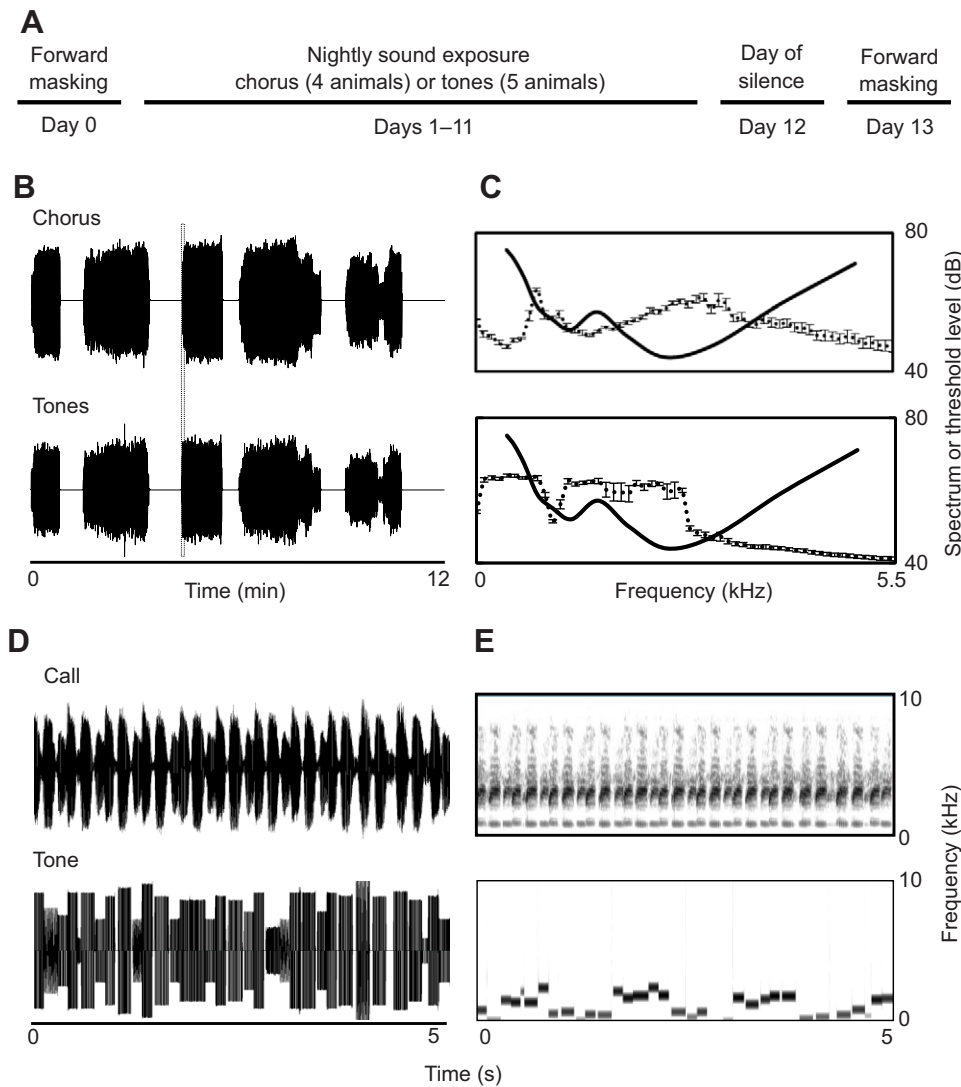 A
Forward masking
Nightly sound exposure
chorus (4 animals) or tones (5 animals)
Day of silence
Forward masking
Day 0
Days 1–11
Day 12
Day 13
B
Chorus
Tones
0
12
Time (min)
C
80
40
80
40
0
5.5
Frequency (kHz)
Spectrum or threshold level (dB)
D
Call
Tone
0
5
E
10
0
10
0
0
5
Frequency (kHz)
Time (s)